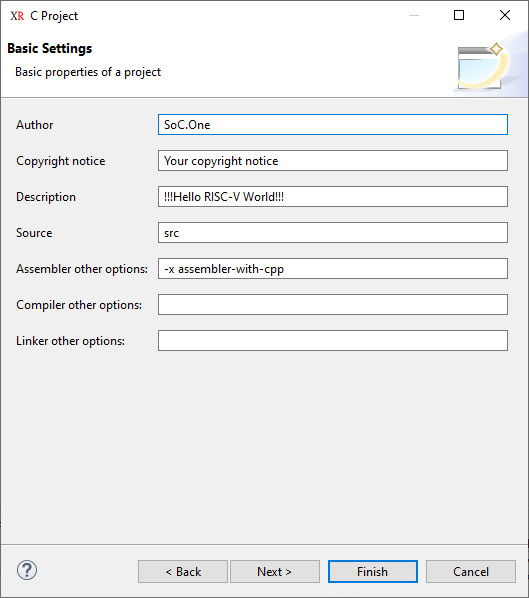 XR C Project
Basic Settings
Basic properties of a project
Author SoC.One
Copyright notice Your copyright notice
Description !!!Hello RISC-V World!!!
Source src
Assembler other options: -x assembler-with-cpp
Compiler other options:
Linker other options:
? < Back Next > Finish Cancel